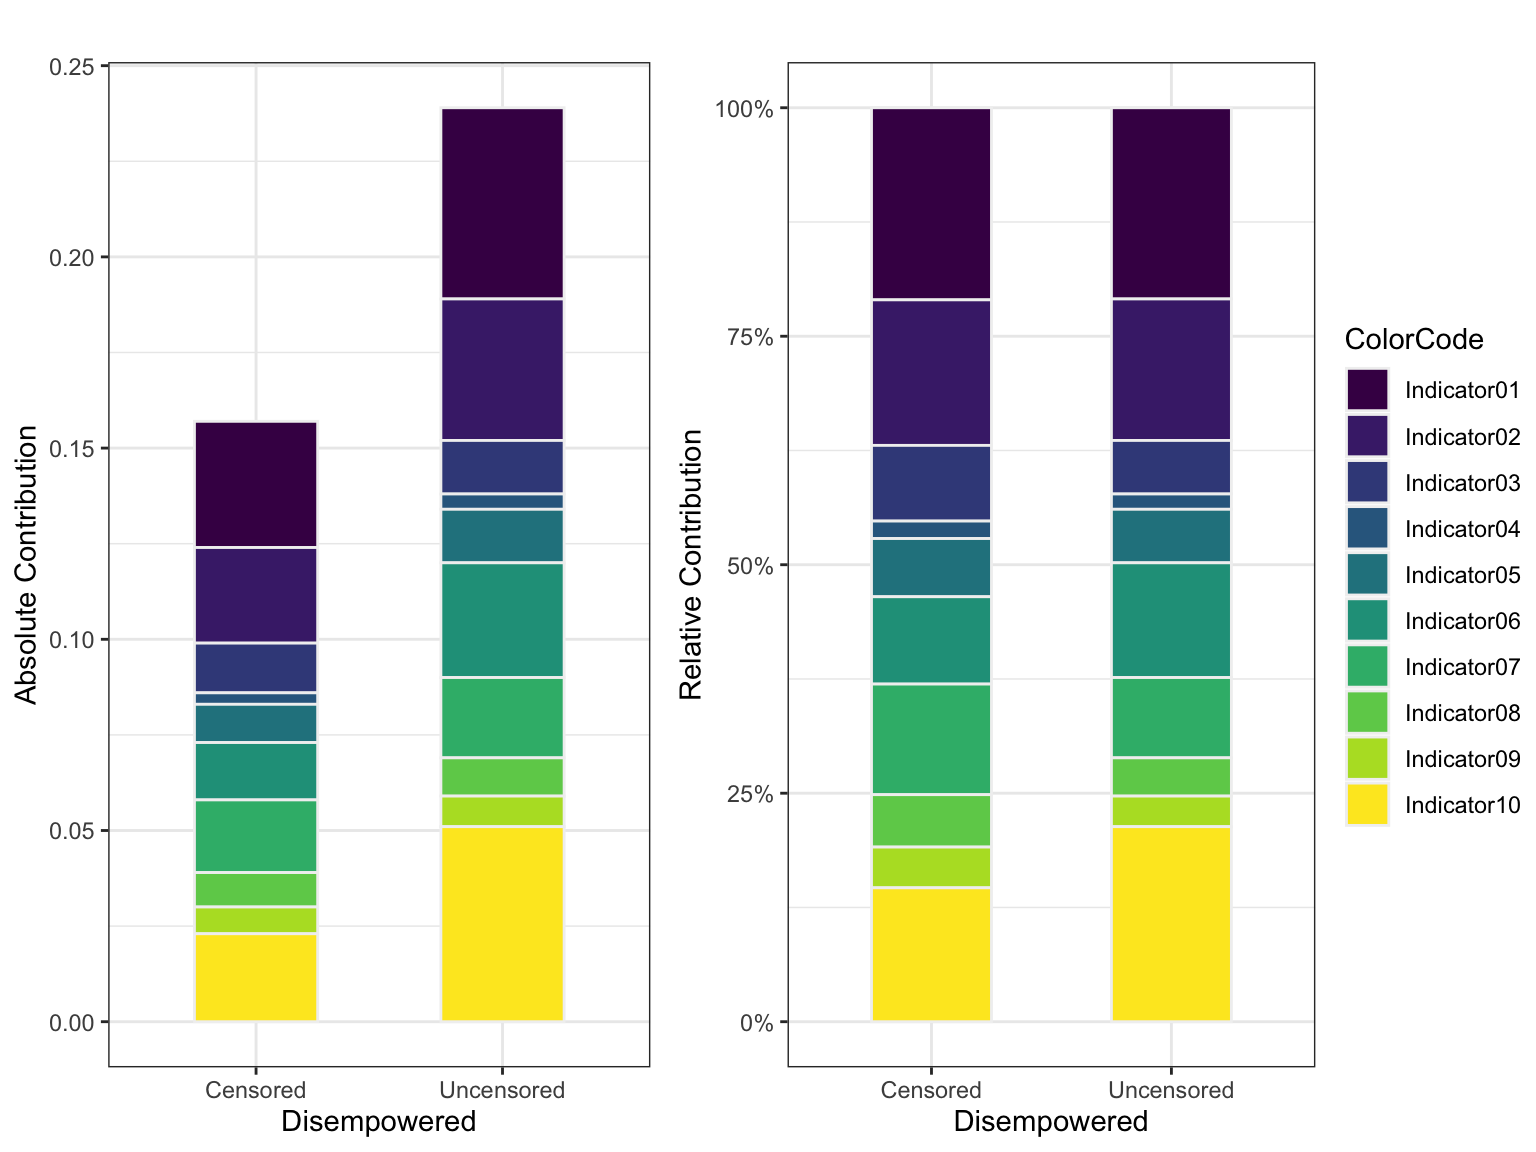 Absolute Contribution
0.25
0.20
0.15
0.10
0.05
0.00
Censored
Uncensored
Disempowered
Relative Contribution
100%
75%
50%
25%
0%
Censored
Uncensored
Disempowered
ColorCode
Indicator01
Indicator02
Indicator03
Indicator04
Indicator05
Indicator06
Indicator07
Indicator08
Indicator09
Indicator10